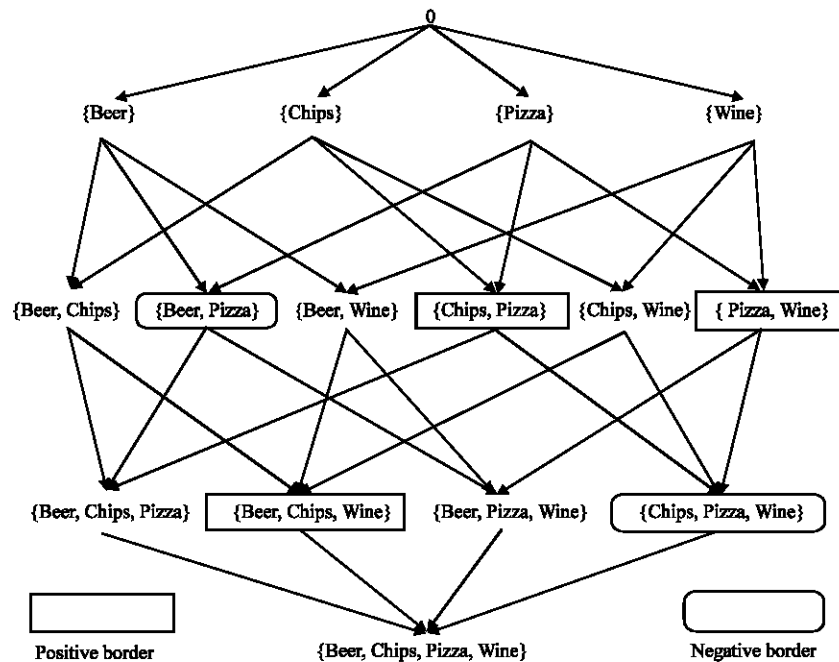 0
{Beer} {Chips} {Pizza} {Wine}
{Beer, Chips} {Beer, Pizza} {Beer, Wine} {Chips, Pizza} {Chips, Wine} { Pizza, Wine}
{Beer, Chips, Pizza} {Beer, Chips, Wine} {Beer, Pizza, Wine} {Chips, Pizza, Wine}
{Beer, Chips, Pizza, Wine}
Positive border
Negative border